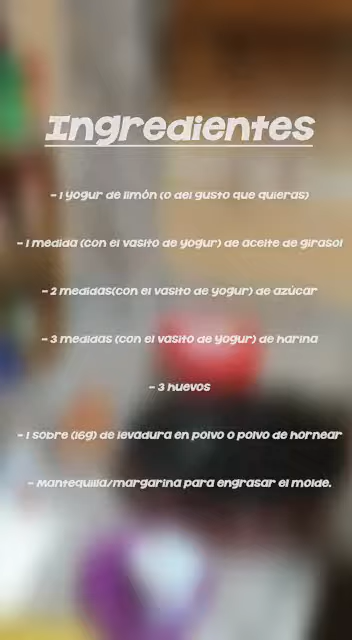 Ingredientes
- 1 yogur de limón (o del gusto que quieras)
- 1 medida (con el vasito de yogur) de aceite de girasol
- 2 medidas(con el vasito de yogur) de azúcar
- 3 medidas (con el vasito de yogur) de harina
- 3 huevos
- 1 sobre (16g) de levadura en polvo o polvo de hornear
- Mantequilla/margarina para engrasar el molde.